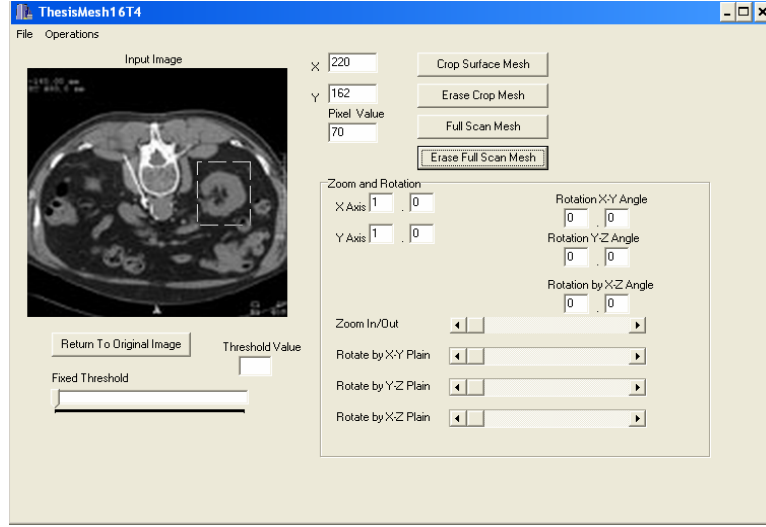 ThesisMesh16T4
File Operations
Input Image
X 220
Y 162
Pixel Value
70
Crop Surface Mesh
Erase Crop Mesh
Full Scan Mesh
Erase Full Scan Mesh
Zoom and Rotation
X Axis 1 . 0
Y Axis 1 . 0
Rotation X-Y Angle
0 . 0
Rotation Y-Z Angle
0 . 0
Rotation by X-Z Angle
0 . 0
Zoom In/Out
Rotate by X-Y Plain
Rotate by Y-Z Plain
Rotate by X-Z Plain
Return To Original Image
Threshold Value
Fixed Threshold